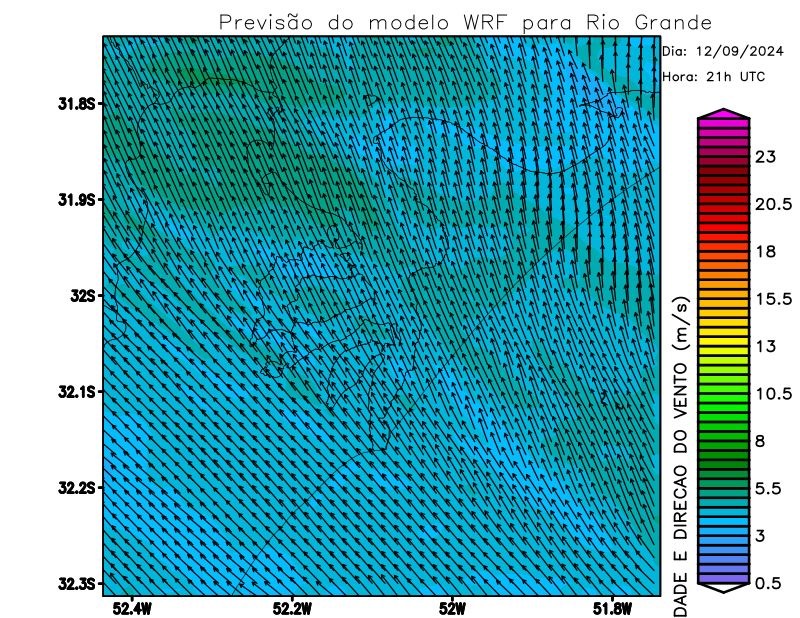 Previsão do modelo WRF para Rio Grande
Dia: 12/09/2024
Hora: 21h UTC
31.8S
31.9S
32S
32.1S
32.2S
32.3S
52.4W
52.2W
52W
51.8W
23
20.5
18
15.5
13
10.5
8
5.5
3
0.5
DADE E DIRECAO DO VENTO (m/s)